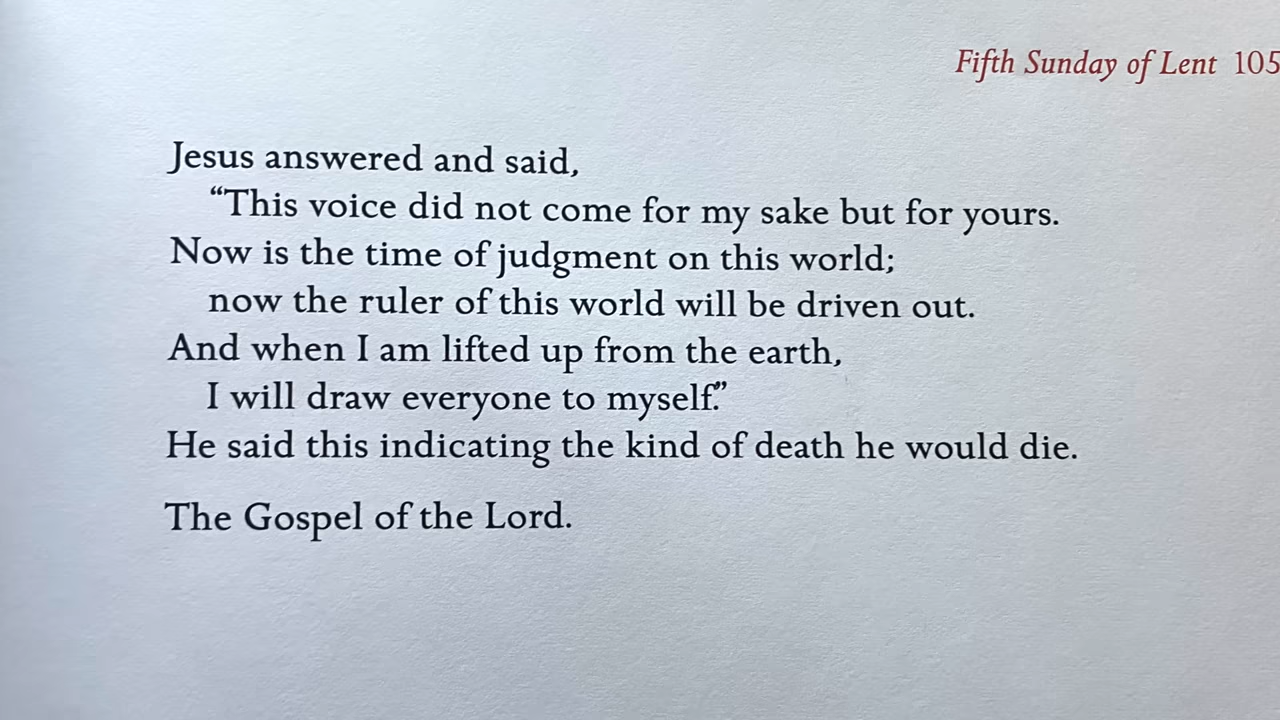 Fifth Sunday of Lent 105
Jesus answered and said,
“This voice did not come for my sake but for yours.
Now is the time of judgment on this world;
now the ruler of this world will be driven out.
And when I am lifted up from the earth,
I will draw everyone to myself.”
He said this indicating the kind of death he would die.
The Gospel of the Lord.